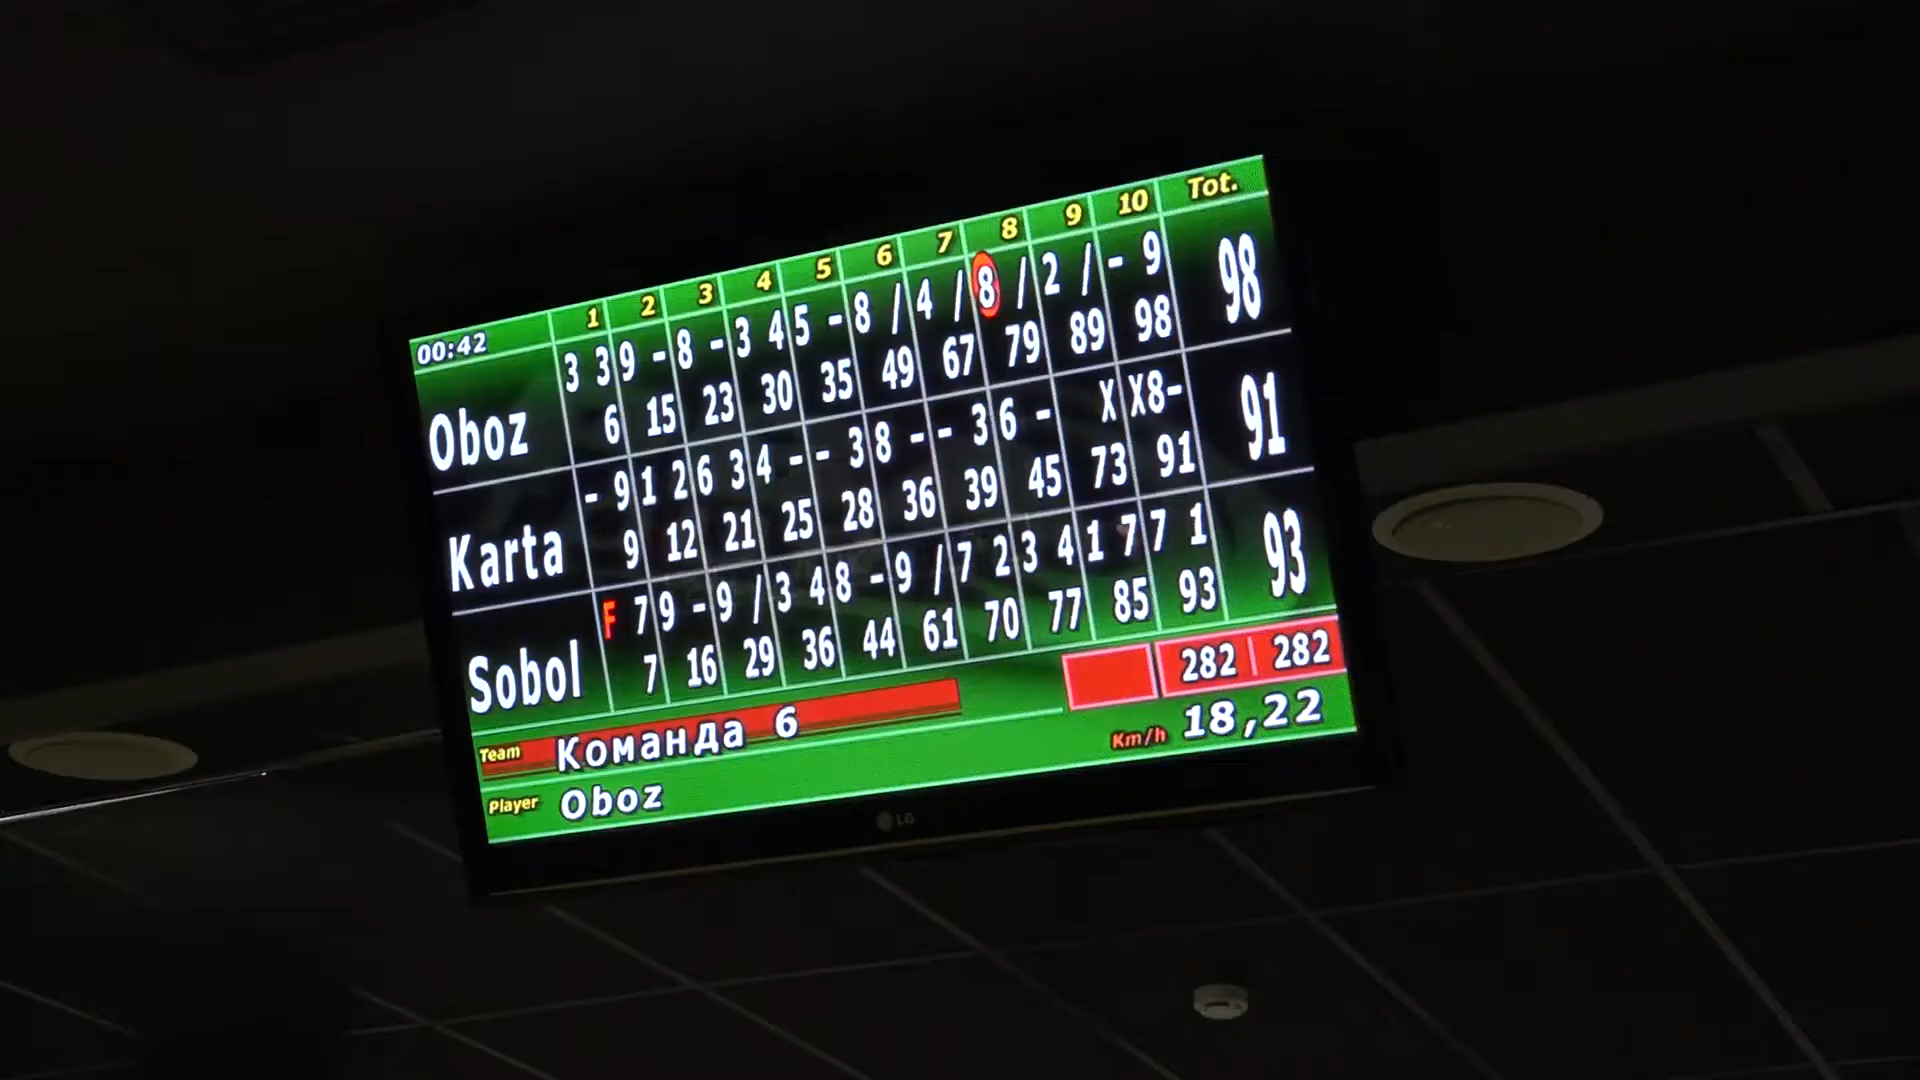 00:42 1 2 3 4 5 6 7 8 9 10 Tot.
3 3 9 - 8 - 3 4 5 - 8 / 4 / 8 / 2 / - 9
Oboz 6 15 23 30 35 49 67 79 89 98 98
- 9 1 2 6 3 4 - - 3 8 - - 3 6 - X X8-
Karta 9 12 21 25 28 36 39 45 73 91 91
F 7 9 - 9 / 3 4 8 - 9 / 7 2 3 4 1 7 7 1
Sobol 7 16 29 36 44 61 70 77 85 93 93
282 | 282
Team Команда 6
Km/h 18,22
Player Oboz
LG